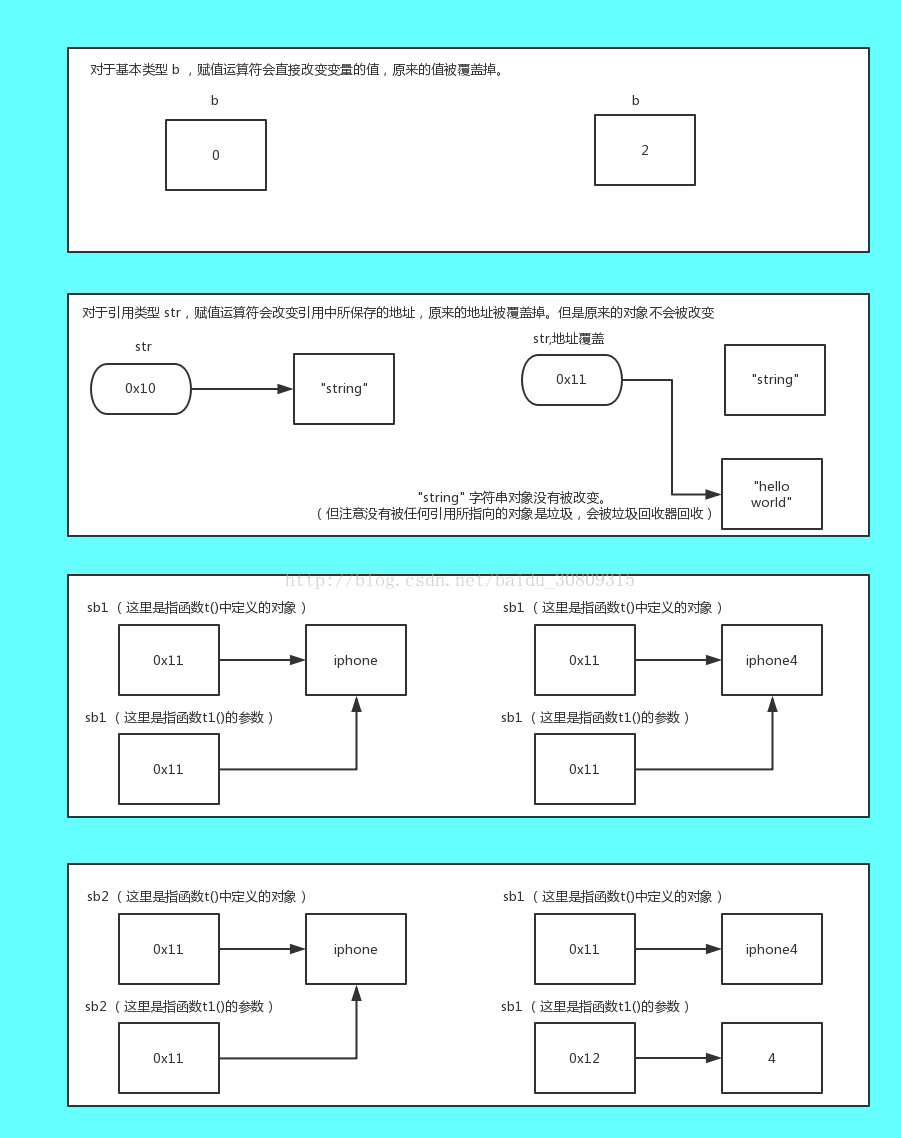 对于基本类型 b ，赋值运算符会直接改变变量的值，原来的值被覆盖掉。
b
b
0
2
对于引用类型 str，赋值运算符会改变引用中所保存的地址，原来的地址被覆盖掉。但是原来的对象不会被改变
str
str,地址覆盖
0x10
"string"
0x11
"string"
"hello
world"
"string" 字符串对象没有被改变。
（但注意没有被任何引用所指向的对象是垃圾，会被垃圾回收器回收）
http://blog.csdn.net/baidu_30809315
sb1 （这里是指函数t()中定义的对象）
sb1 （这里是指函数t()中定义的对象）
0x11
iphone
0x11
iphone4
sb1 （这里是指函数t1()的参数）
sb1 （这里是指函数t1()的参数）
0x11
0x11
sb2 （这里是指函数t()中定义的对象）
sb1 （这里是指函数t()中定义的对象）
0x11
iphone
0x11
iphone4
sb2 （这里是指函数t1()的参数）
sb1 （这里是指函数t1()的参数）
0x11
0x12
4